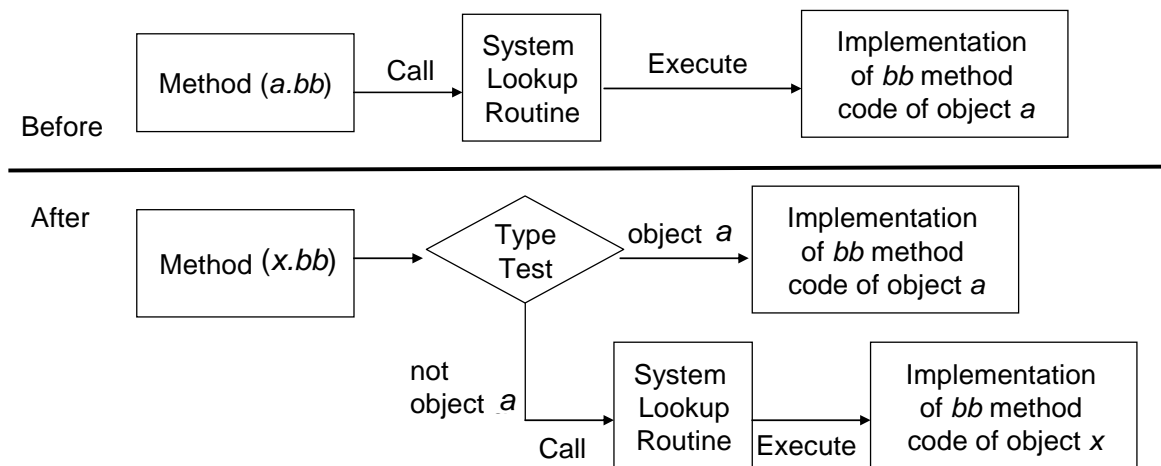 Before
Method (a.bb)
Call
System
Lookup
Routine
Execute
Implementation
of bb method
code of object a
After
Method (x.bb)
Type
Test
object a
Implementation
of bb method
code of object a
not
object a
Call
System
Lookup
Routine
Execute
Implementation
of bb method
code of object x